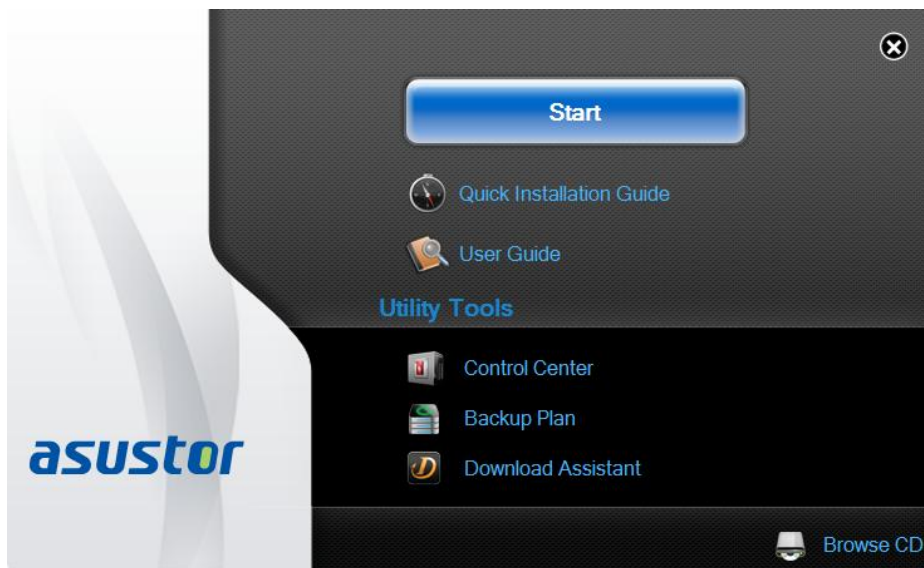 Start
Quick Installation Guide
User Guide
Utility Tools
Control Center
Backup Plan
asustor
Download Assistant
Browse CD